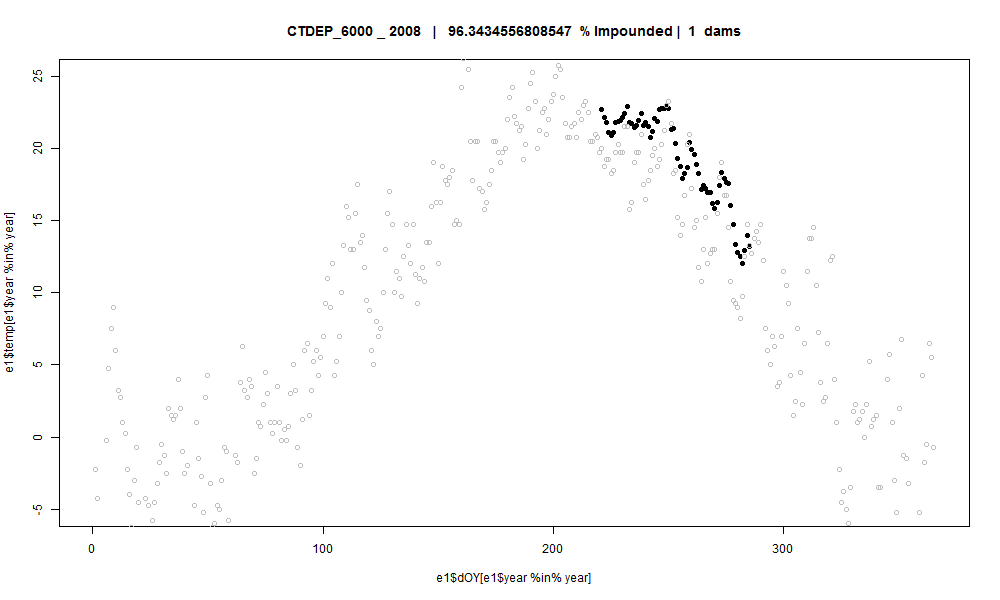 CTDEP_6000 _ 2008 | 96.3434556808547 % Impounded | 1 dams
e1$temp[e1$year %in% year]
25
20
15
10
5
0
-5
0 100 200 300
e1$dOY[e1$year %in% year]